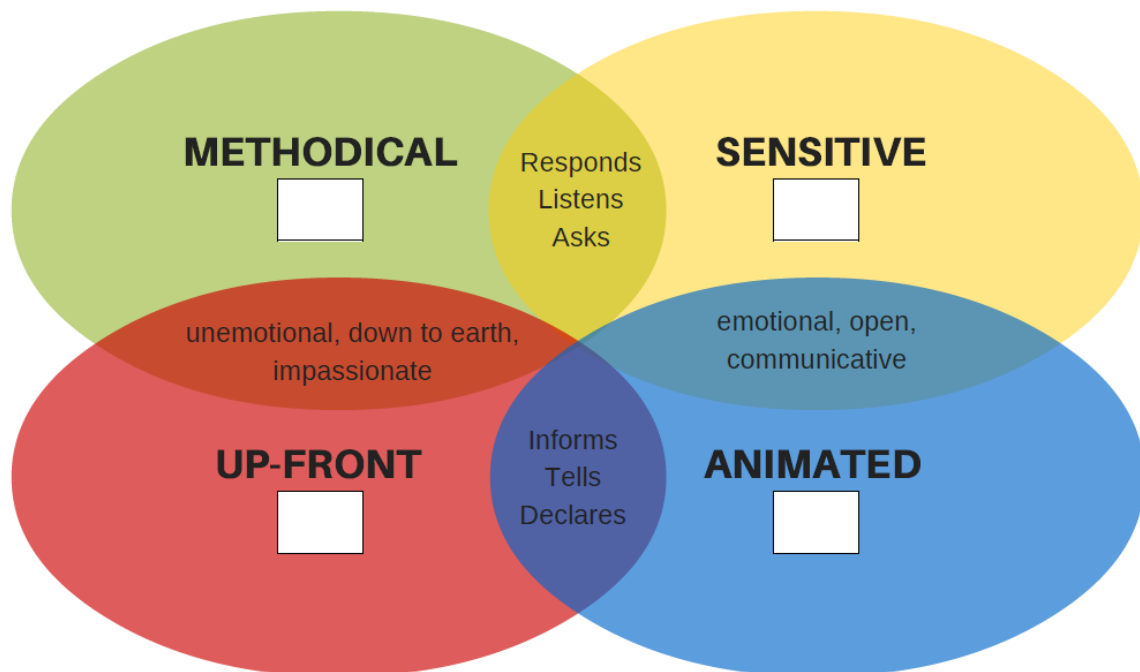 METHODICAL
SENSITIVE
Responds
Listens
Asks
unemotional, down to earth,
impassionate
emotional, open,
communicative
UP-FRONT
ANIMATED
Informs
Tells
Declares